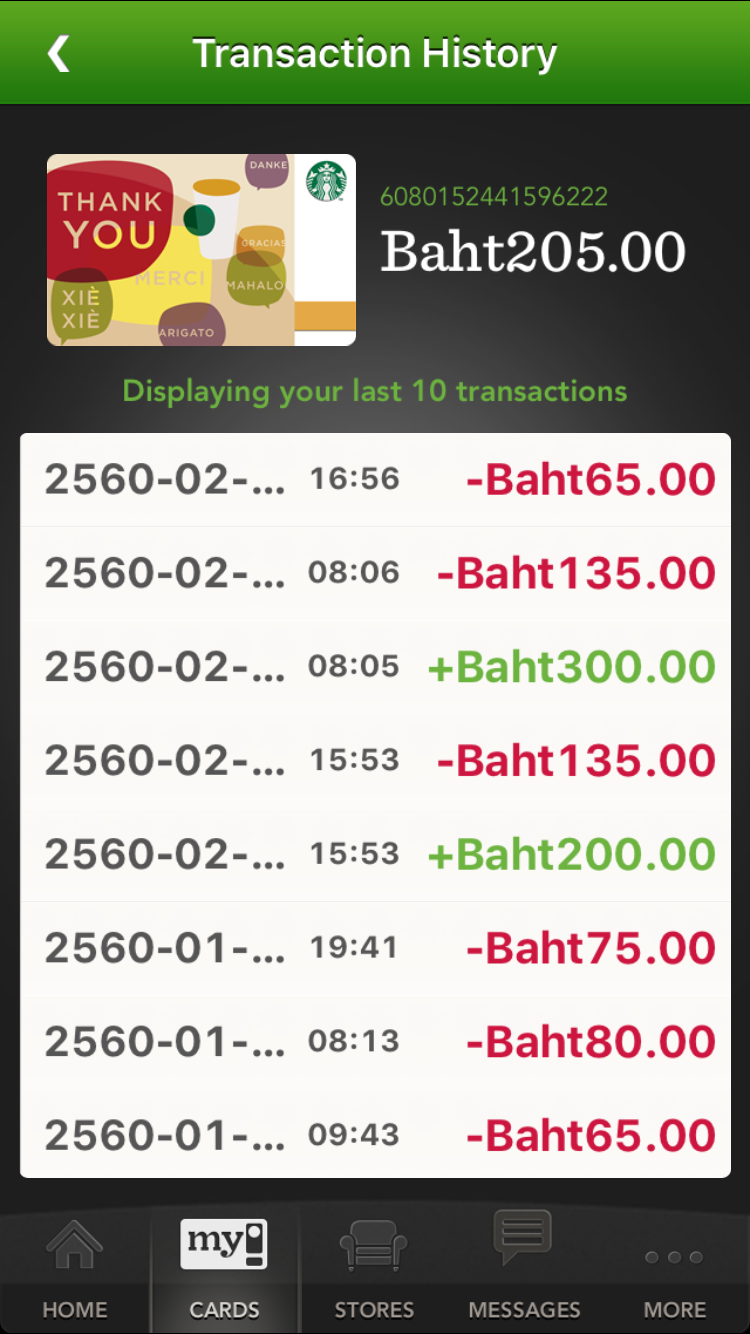 Transaction History
DANKE
THANK
YOU
GRACIAS
MERCI
MAHALO
XIÈ
XIÈ
ARIGATO
6080152441596222
Baht205.00
Displaying your last 10 transactions
2560-02-... 16:56 -Baht65.00
2560-02-... 08:06 -Baht135.00
2560-02-... 08:05 +Baht300.00
2560-02-... 15:53 -Baht135.00
2560-02-... 15:53 +Baht200.00
2560-01-... 19:41 -Baht75.00
2560-01-... 08:13 -Baht80.00
2560-01-... 09:43 -Baht65.00
my
HOME CARDS STORES MESSAGES MORE